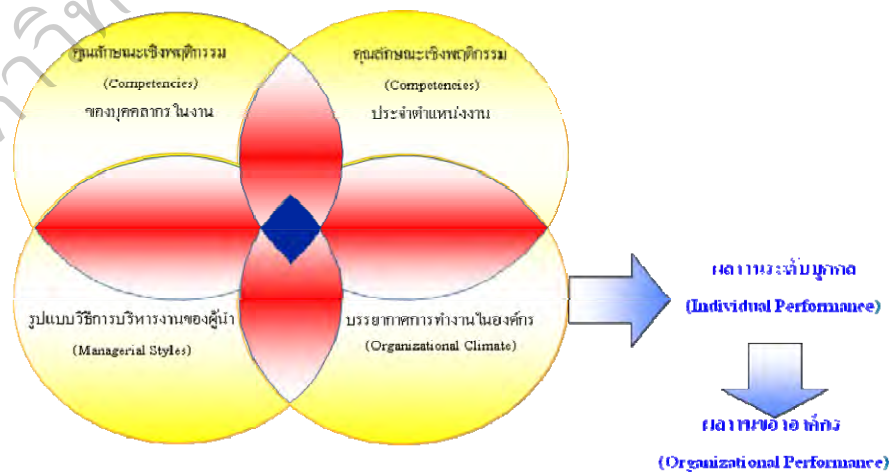 คุณลักษณะเชิงพฤติกรรม
(Competencies)
ของบุคคลากร ในงาน
คุณลักษณะเชิงพฤติกรรม
(Competencies)
ประจำตำแหน่งงาน
รูปแบบวิธีการบริหารงานของผู้นำ
(Managerial Styles)
บรรยากาศการทำงานในองค์กร
(Organizational Climate)
ผลงานระดับบุคคล
(Individual Performance)
ผลงานของ องค์กร
(Organizational Performance)